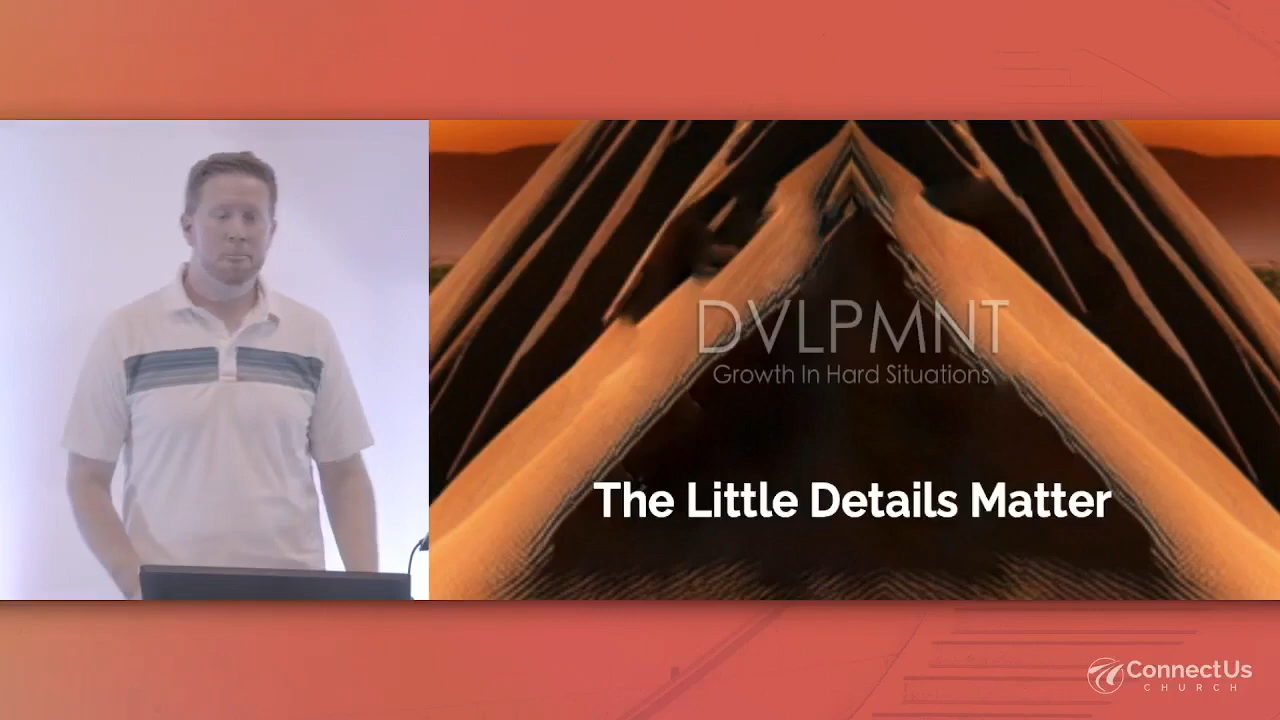 DVLPMNT
Growth In Hard Situations
The Little Details Matter
ConnectUs
CHURCH